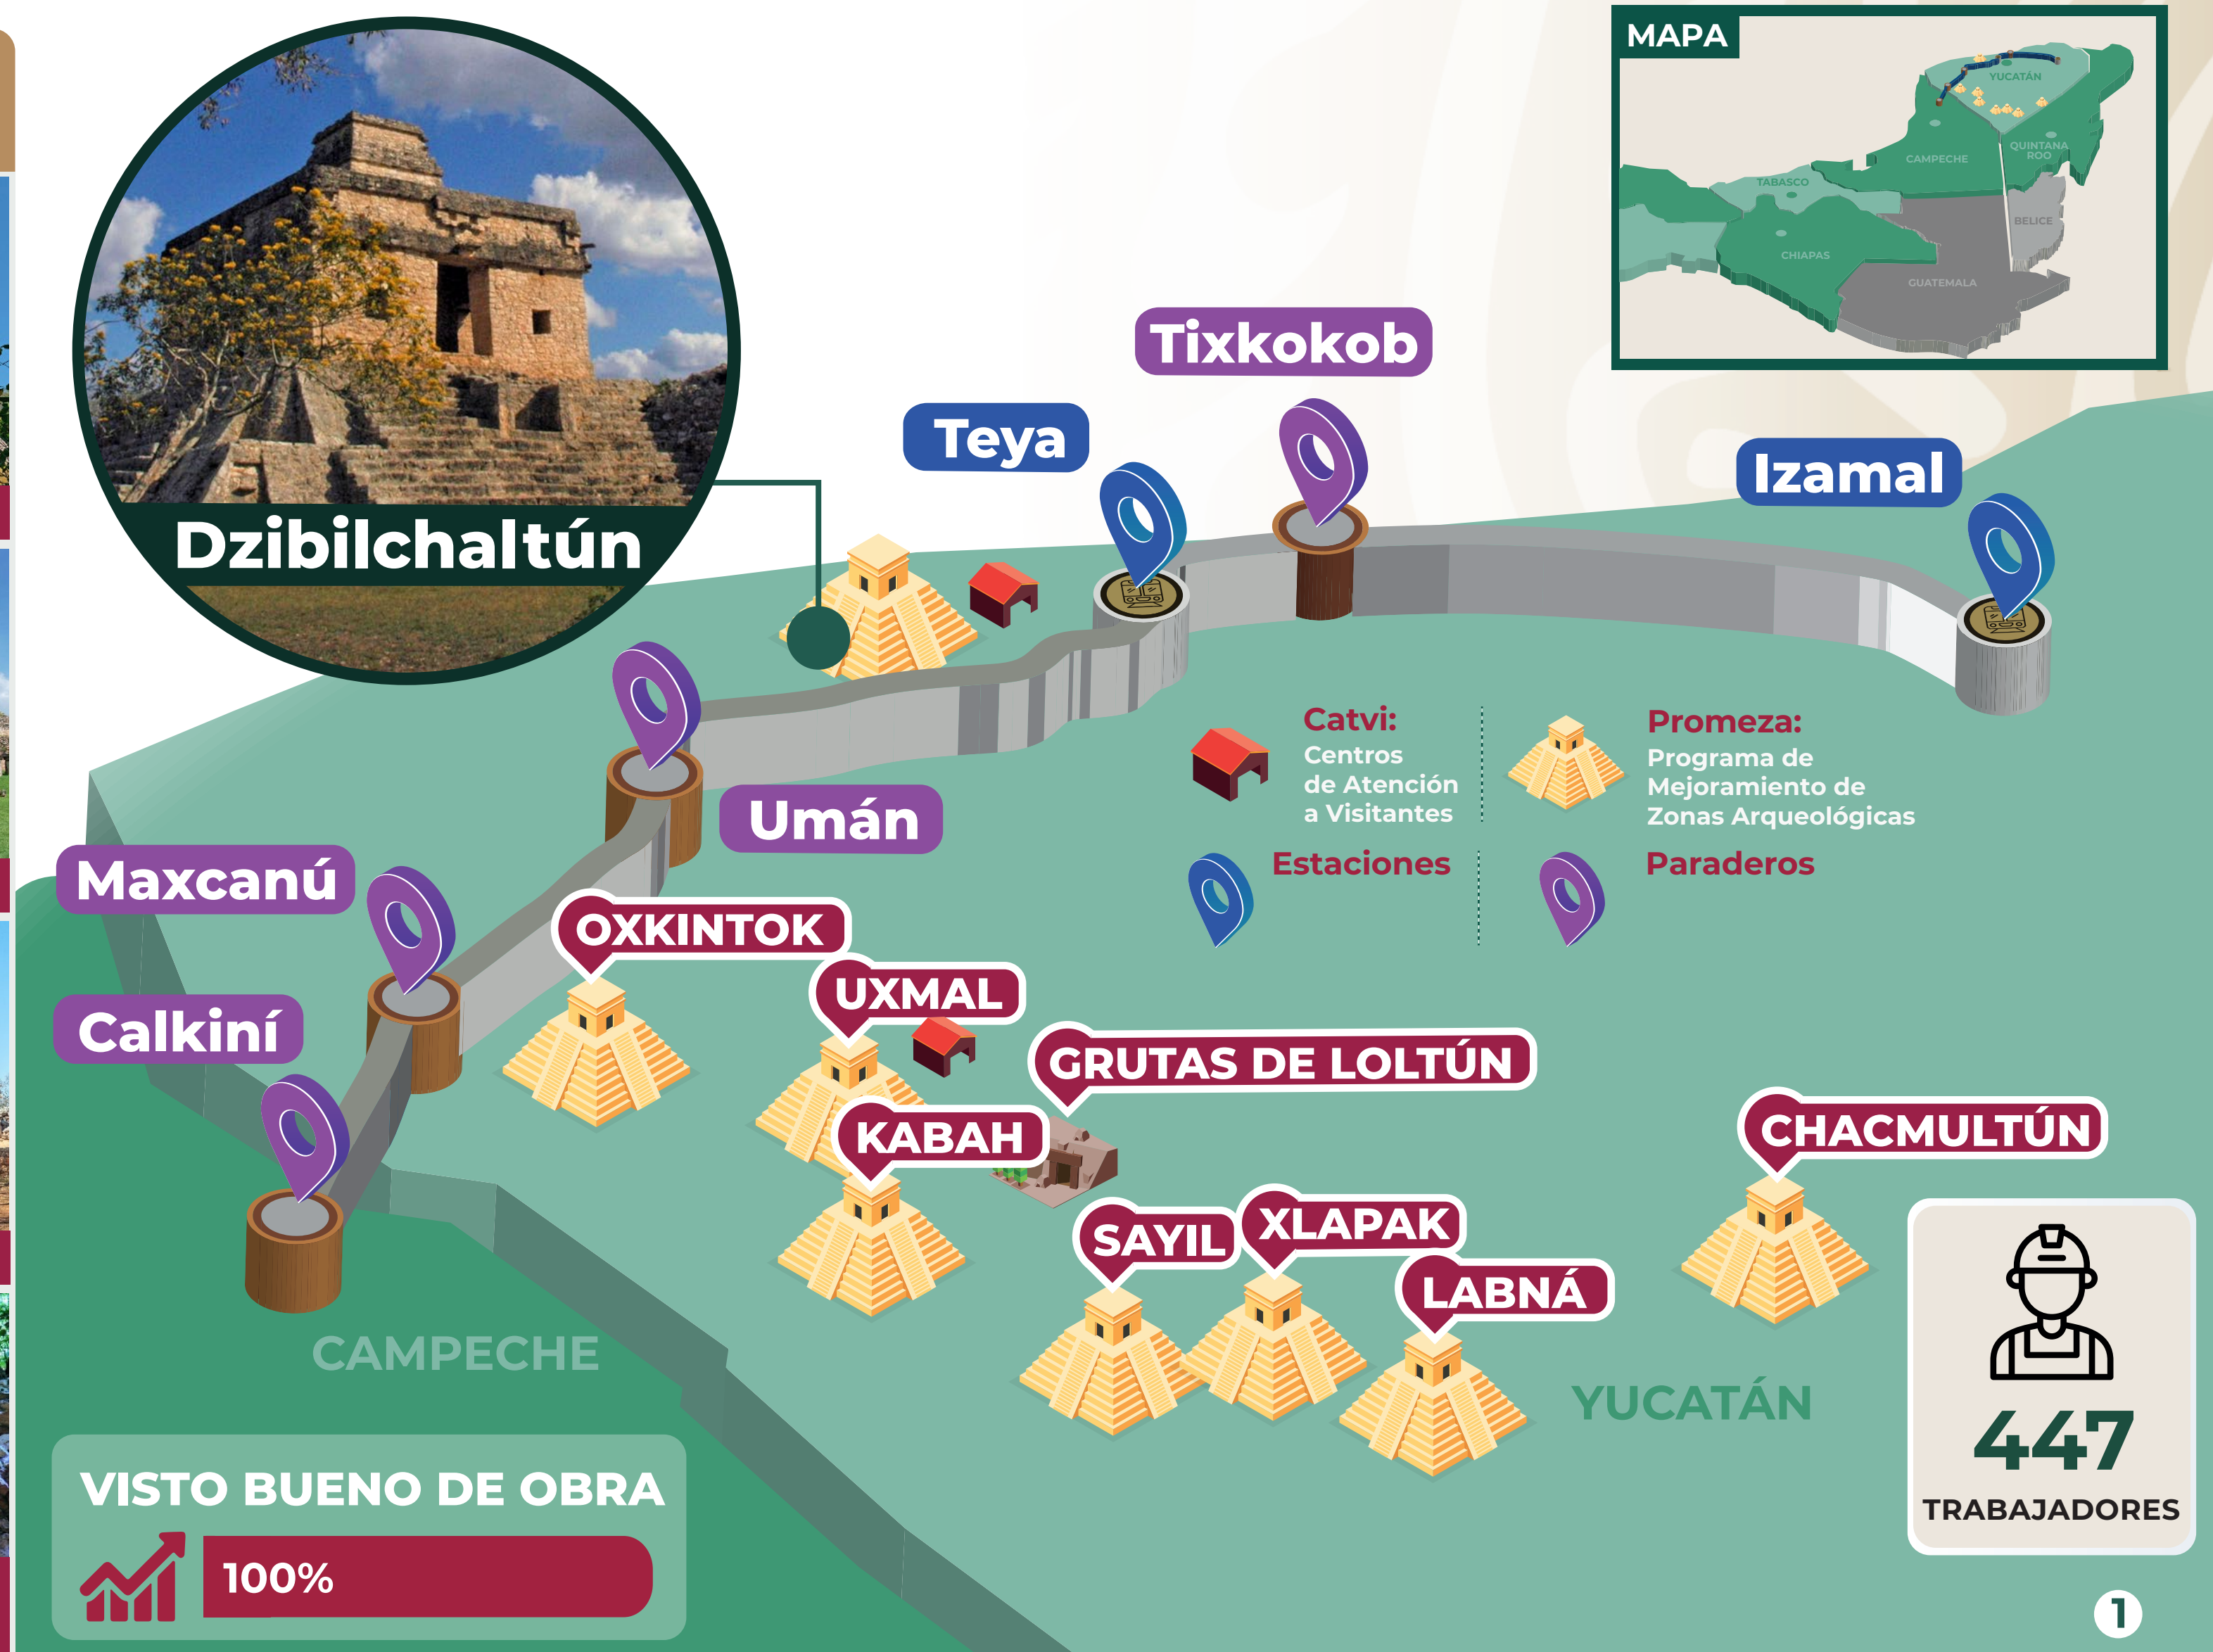 MAPA
YUCATÁN
CAMPECHE
QUINTANA
ROO
TABASCO
BELICE
CHIAPAS
GUATEMALA
Tixkokob
Teya
Izamal
Dzibilchaltún
Catvi:
Centros
de Atención
a Visitantes
Promeza:
Programa de
Mejoramiento de
Zonas Arqueológicas
Estaciones
Paraderos
Umán
Maxcanú
Calkiní
OXKINTOK
UXMAL
GRUTAS DE LOLTÚN
KABAH
CHACMULTÚN
SAYIL
XLAPAK
LABNÁ
CAMPECHE
YUCATÁN
447
TRABAJADORES
VISTO BUENO DE OBRA
100%
1